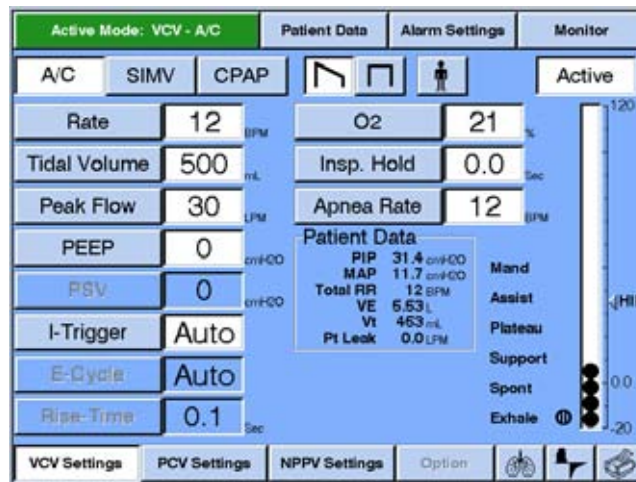 Active Mode: VCV - A/C
Patient Data
Alarm Settings
Monitor
A/C
SIMV
CPAP
Active
Rate 12 BPM
O2 21 %
Tidal Volume 500 mL
Insp. Hold 0.0 Sec
Peak Flow 30 LPM
Apnea Rate 12 BPM
PEEP 0 cmH2O
PSV 0 cmH2O
I-Trigger Auto
E-Cycle Auto
Rise-Time 0.1 Sec
Patient Data
PIP 31.4 cmH2O
MAP 11.7 cmH2O
Total RR 12 BPM
VE 5.53 L
Vt 463 mL
Pt Leak 0.0 LPM
Mand
Assist
Plateau
Support
Spont
Exhale
120
HI
0.0
-20
VCV Settings
PCV Settings
NPPV Settings
Option